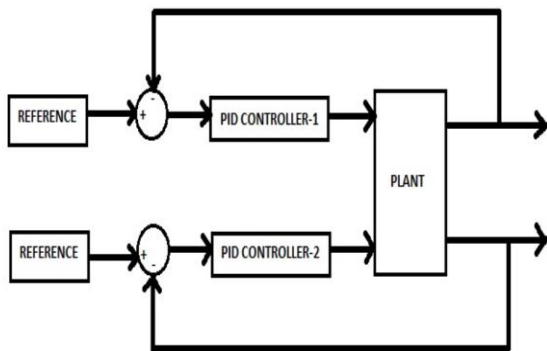 -
REFERENCE
+
PID CONTROLLER-1
PLANT
REFERENCE
+
-
PID CONTROLLER-2